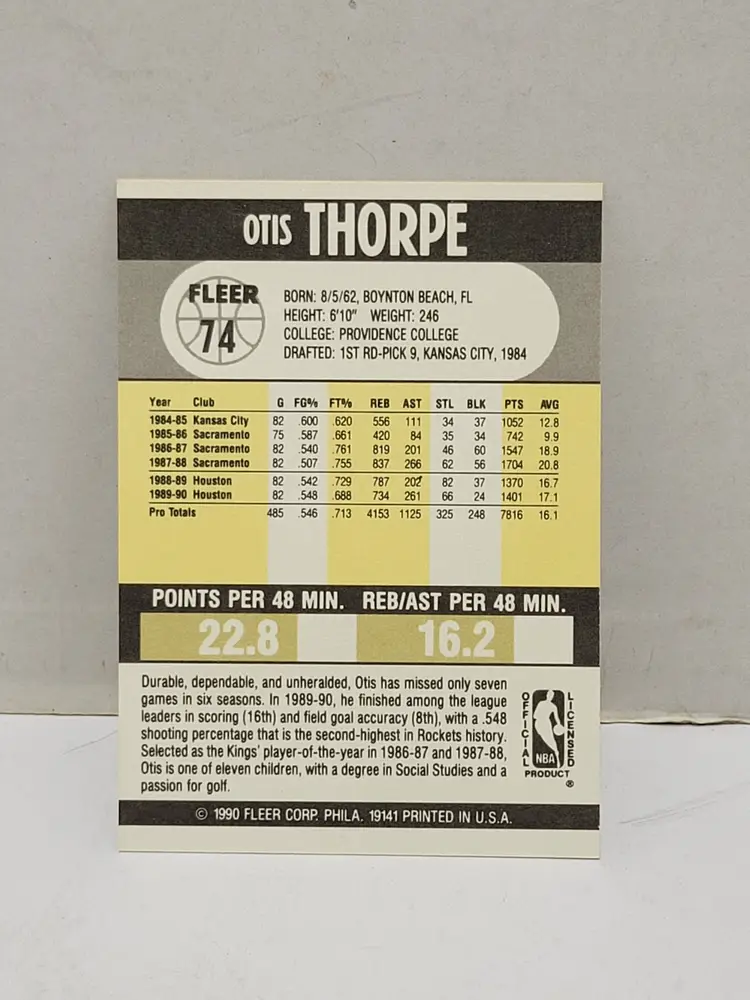 OTIS THORPE
FLEER
74
BORN: 8/5/62, BOYNTON BEACH, FL
HEIGHT: 6'10" WEIGHT: 246
COLLEGE: PROVIDENCE COLLEGE
DRAFTED: 1ST RD-PICK 9, KANSAS CITY, 1984
Year Club G FG% FT% REB AST STL BLK PTS AVG
1984-85 Kansas City 82 .600 .620 556 111 34 37 1052 12.8
1985-86 Sacramento 75 .587 .661 420 84 35 34 742 9.9
1986-87 Sacramento 82 .540 .761 819 201 46 60 1547 18.9
1987-88 Sacramento 82 .507 .755 837 266 62 56 1704 20.8
1988-89 Houston 82 .542 .729 787 202 82 37 1370 16.7
1989-90 Houston 82 .548 .688 734 261 66 24 1401 17.1
Pro Totals 485 .546 .713 4153 1125 325 248 7816 16.1
POINTS PER 48 MIN. REB/AST PER 48 MIN.
22.8 16.2
Durable, dependable, and unheralded, Otis has missed only seven
games in six seasons. In 1989-90, he finished among the league
leaders in scoring (16th) and field goal accuracy (8th), with a .548
shooting percentage that is the second-highest in Rockets history.
Selected as the Kings' player-of-the-year in 1986-87 and 1987-88,
Otis is one of eleven children, with a degree in Social Studies and a
passion for golf.
OFFICIAL LICENSED
NBA
PRODUCT
®
© 1990 FLEER CORP. PHILA. 19141 PRINTED IN U.S.A.